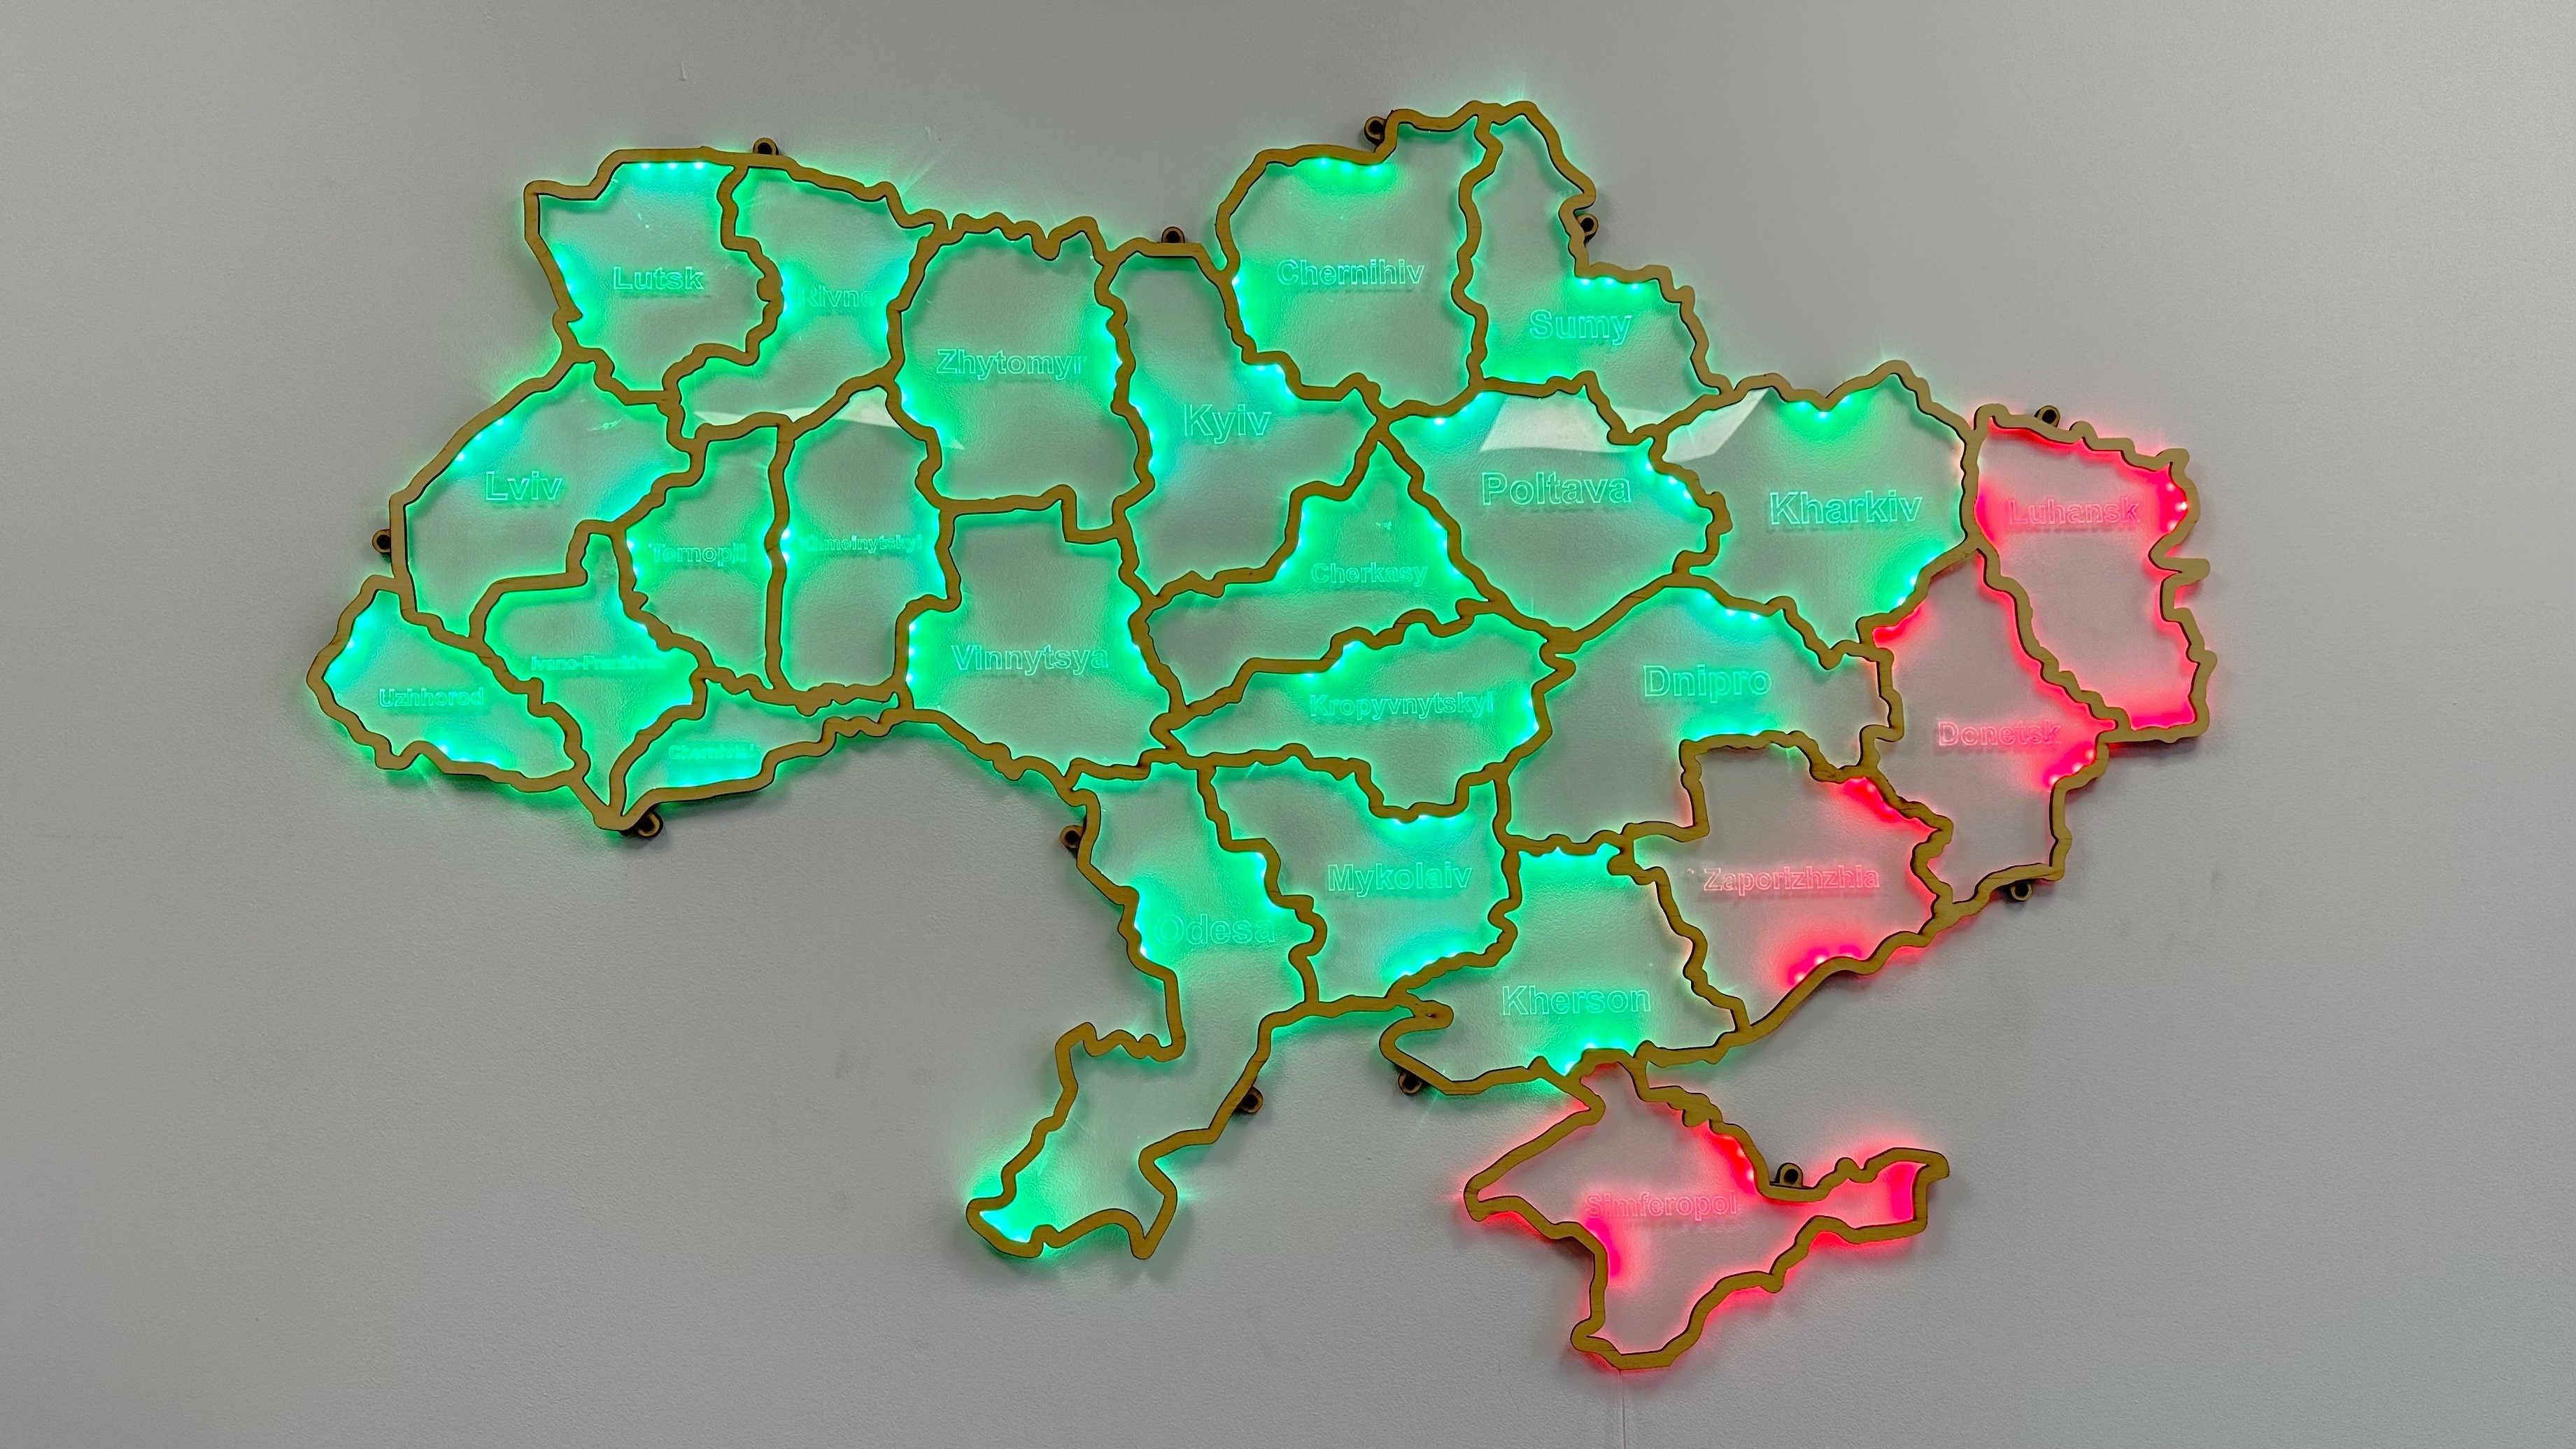 Lutsk
Rivne
Zhytomyr
Chernihiv
Sumy
Kyiv
Lviv
Ternopil
Khmelnytskyi
Poltava
Kharkiv
Luhansk
Cherkasy
Vinnytsya
Ivano-Frankivsk
Uzhhorod
Chernivtsi
Kropyvnytskyi
Dnipro
Donetsk
Mykolaiv
Zaporizhzhia
Odesa
Kherson
Simferopol